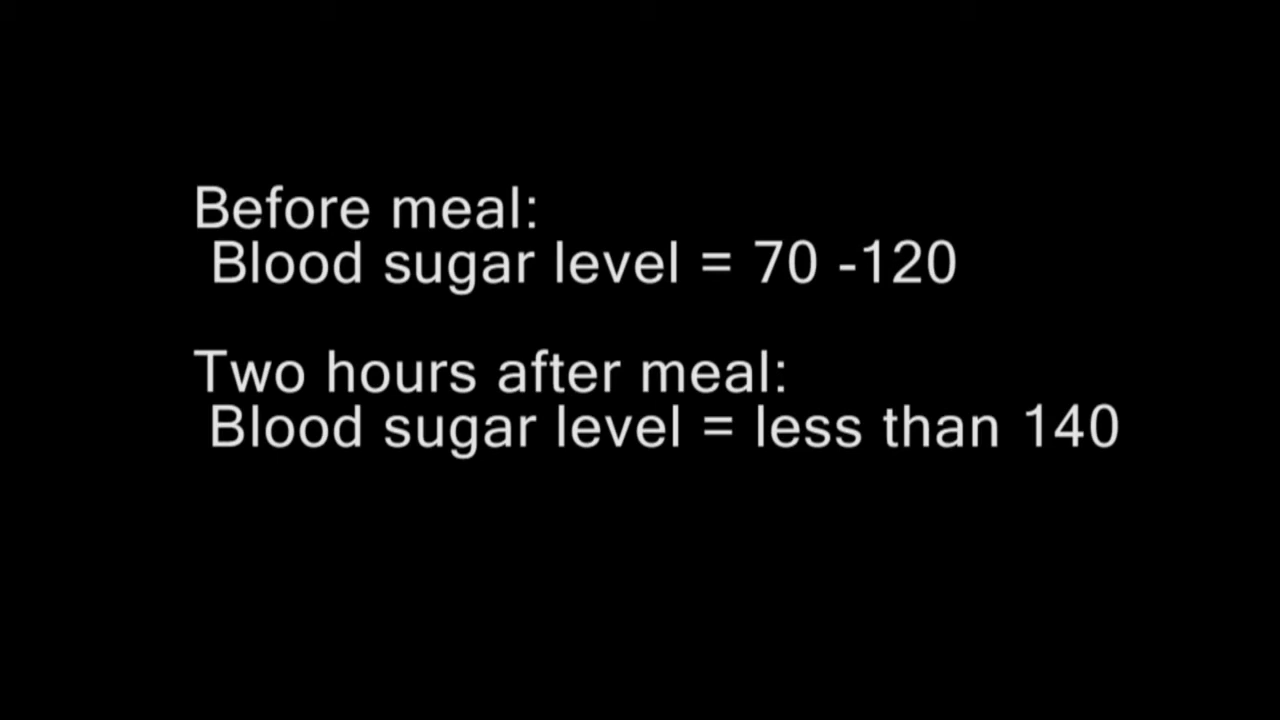 Before meal:
Blood sugar level = 70 -120
Two hours after meal:
Blood sugar level = less than 140